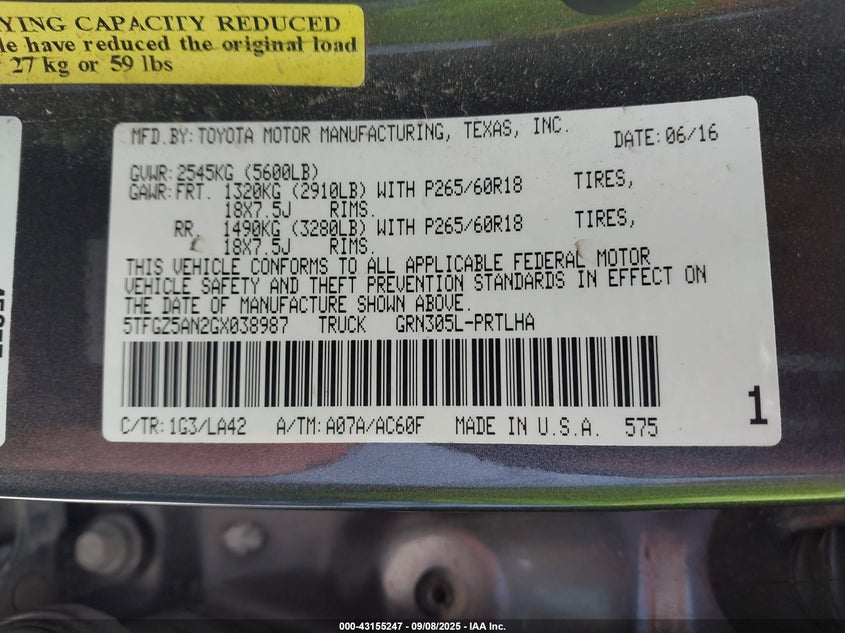 YING CAPACITY REDUCED
le have reduced the original load
27 kg or 59 lbs
MFD.BY: TOYOTA MOTOR MANUFACTURING, TEXAS, INC.
DATE: 06/16
GVWR: 2545KG (5600LB)
GAWR: FRT. 1320KG (2910LB) WITH P265/60R18 TIRES,
18X7.5J RIMS.
RR. 1490KG (3280LB) WITH P265/60R18 TIRES,
18X7.5J RIMS.
THIS VEHICLE CONFORMS TO ALL APPLICABLE FEDERAL MOTOR
VEHICLE SAFETY AND THEFT PREVENTION STANDARDS IN EFFECT ON
THE DATE OF MANUFACTURE SHOWN ABOVE.
5TFGZ5AN2GX038987 TRUCK GRN305L-PRTLHA
1
C/TR: 1G3/LA42 A/TM: A07A/AC60F MADE IN U.S.A. 575
000-43155247 - 09/08/2025 - IAA Inc.